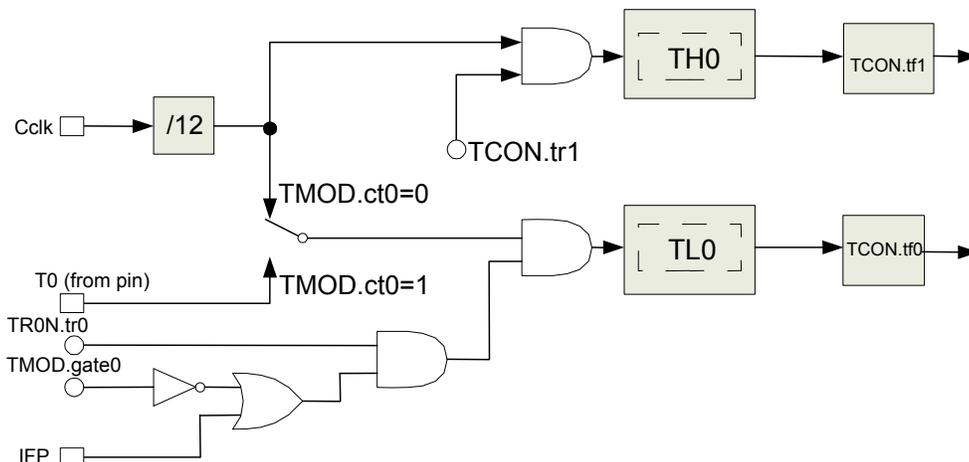 TH0
TCON.tf1
Cclk
/12
TCON.tr1
TMOD.ct0=0
TL0
TCON.tf0
T0 (from pin)
TMOD.ct0=1
TR0N.tr0
TMOD.gate0